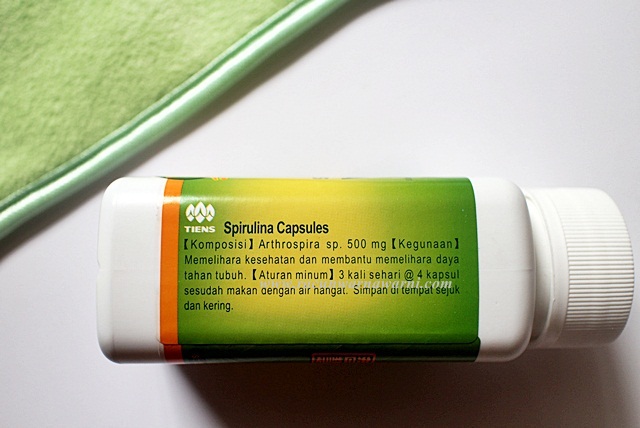 TIENS
Spirulina Capsules
【Komposisi】Arthrospira sp. 500 mg【Kegunaan】
Memelihara kesehatan dan membantu memelihara daya
tahan tubuh.【Aturan minum】3 kali sehari @ 4 kapsul
sesudah makan dengan air hangat. Simpan di tempat sejuk
dan kering.